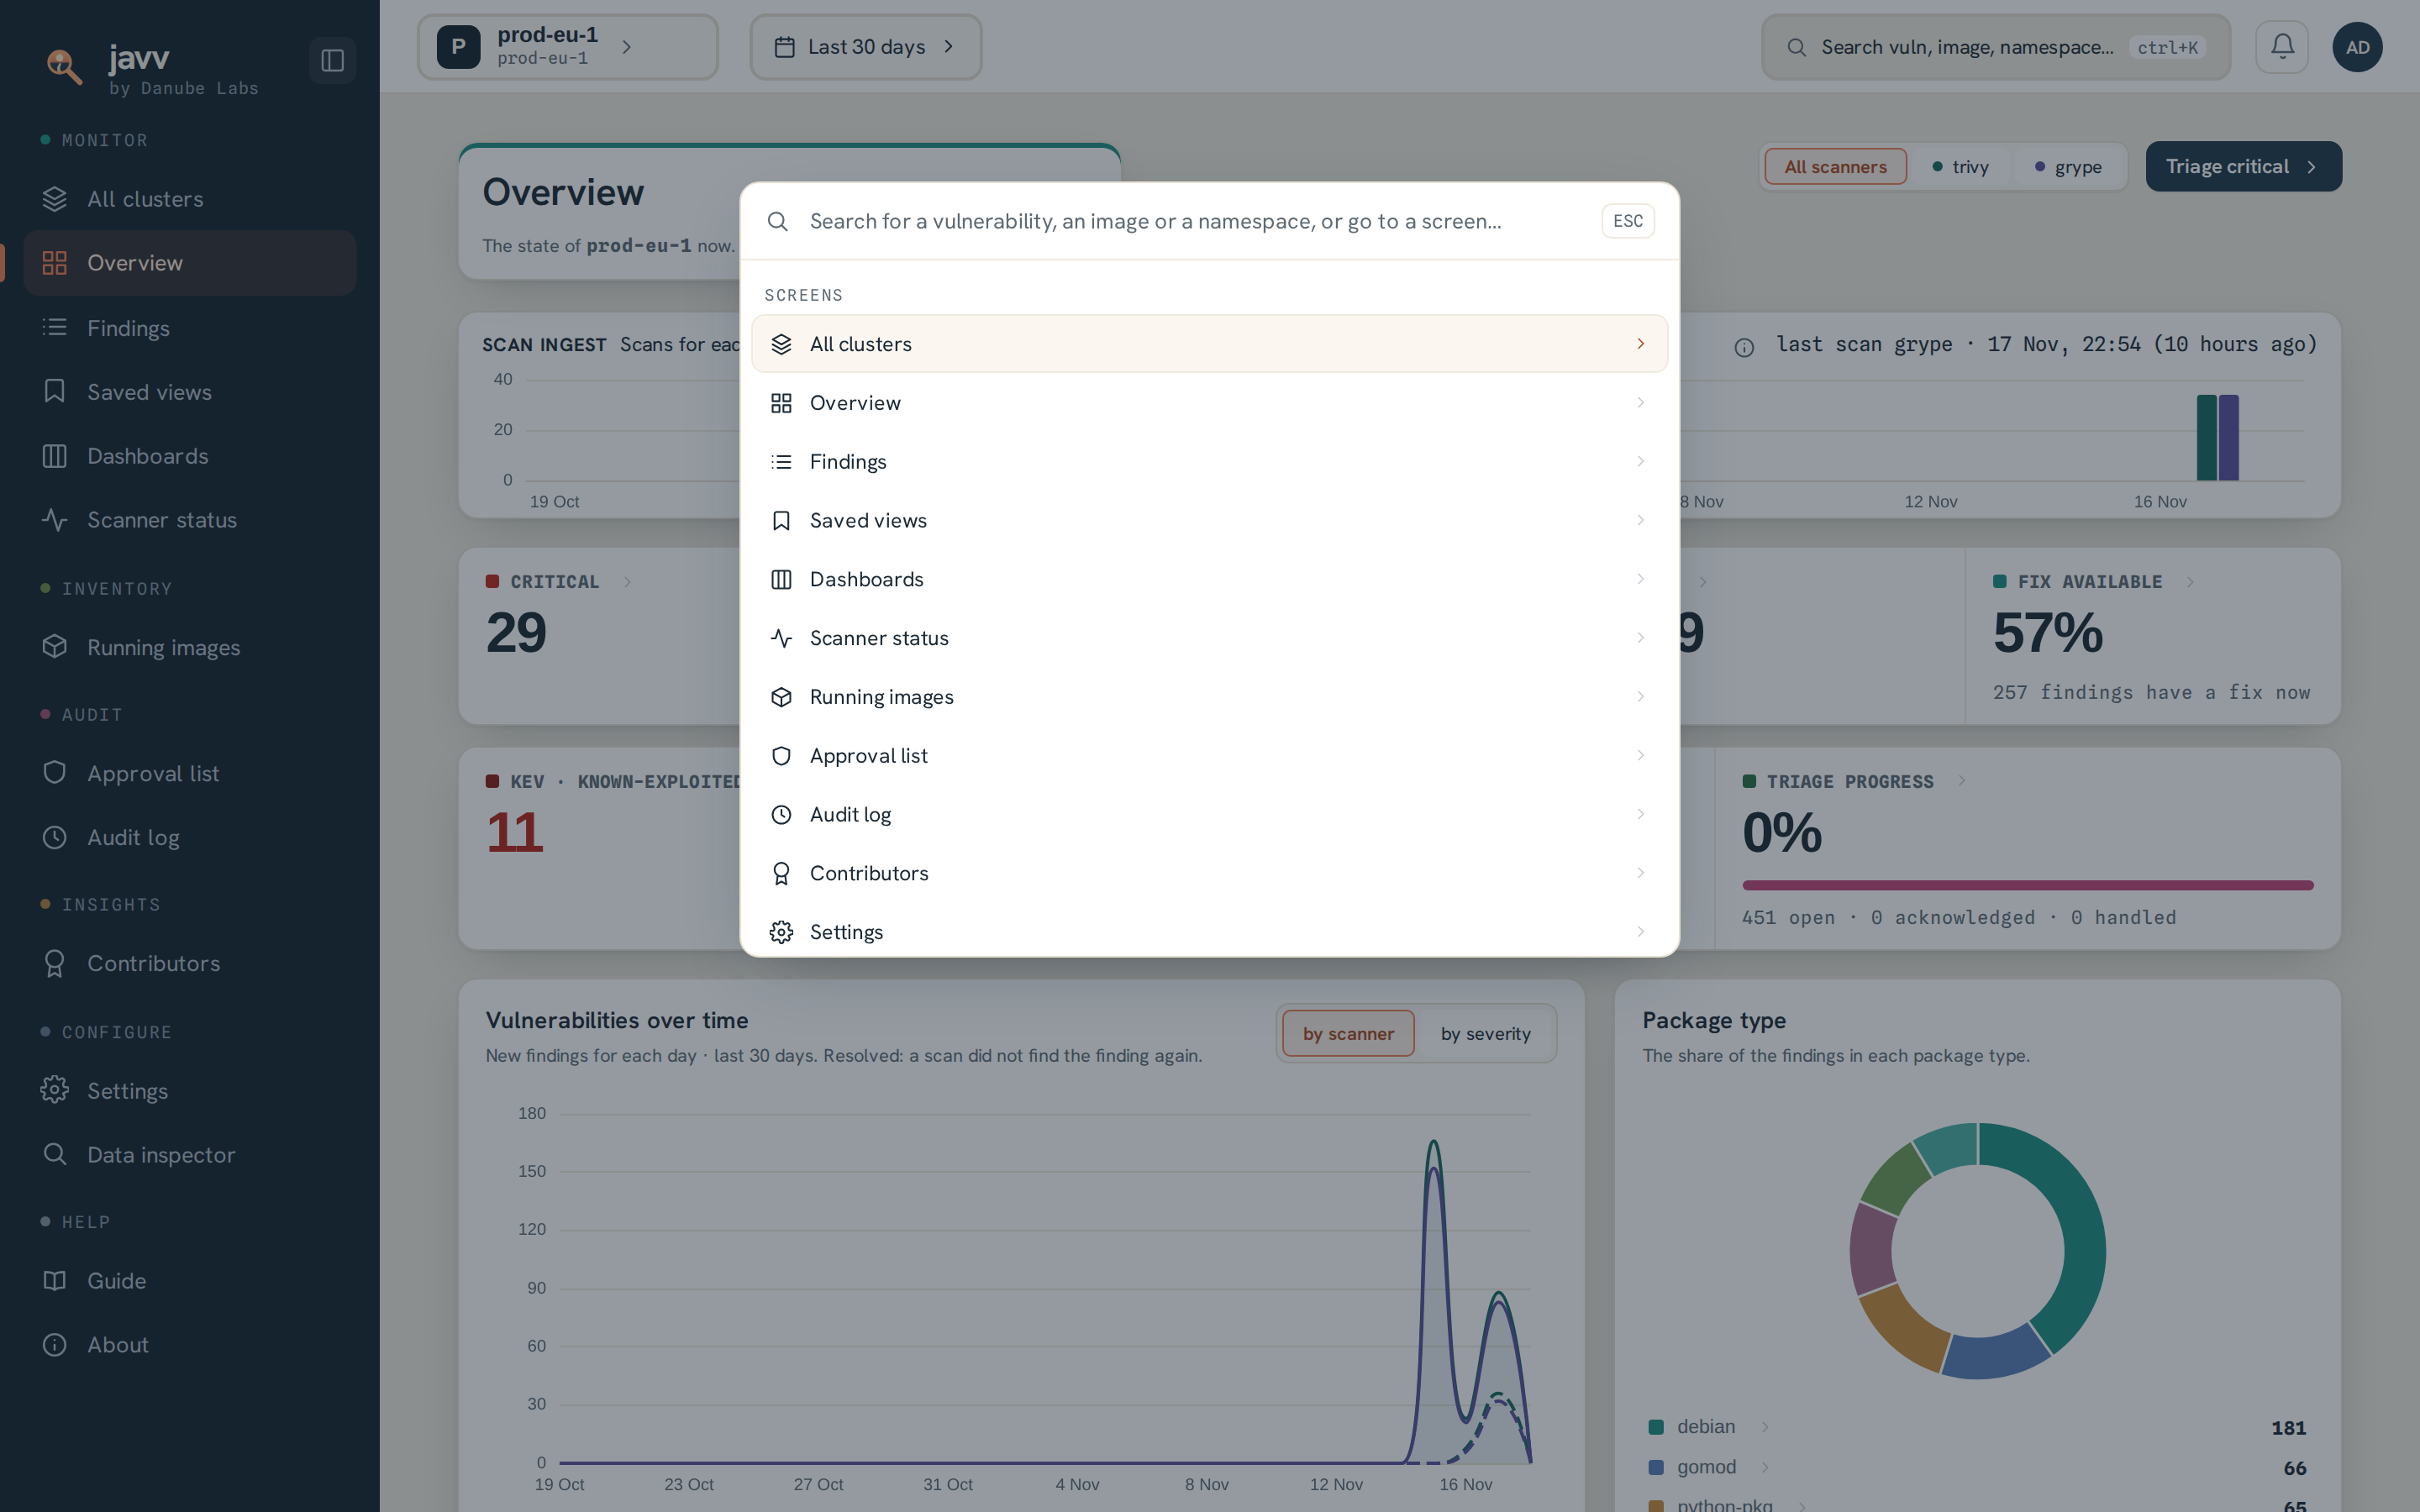 javv
by Danube Labs
MONITOR
All clusters
Overview
Findings
Saved views
Dashboards
Scanner status
INVENTORY
Running images
AUDIT
Approval list
Audit log
INSIGHTS
Contributors
CONFIGURE
Settings
Data inspector
HELP
Guide
About
P
prod-eu-1
prod-eu-1
Last 30 days
Search vuln, image, namespace...
ctrl+K
AD
Overview
The state of prod-eu-1 now.
All scanners
trivy
grype
Triage critical
Search for a vulnerability, an image or a namespace, or go to a screen...
ESC
SCREENS
All clusters
Overview
Findings
Saved views
Dashboards
Scanner status
Running images
Approval list
Audit log
Contributors
Settings
SCAN INGEST Scans for eac
last scan grype · 17 Nov, 22:54 (10 hours ago)
40
20
0
19 Oct
8 Nov
12 Nov
16 Nov
CRITICAL
29
9
FIX AVAILABLE
57%
257 findings have a fix now
KEV · KNOWN-EXPLOITED
11
TRIAGE PROGRESS
0%
451 open · 0 acknowledged · 0 handled
Vulnerabilities over time
New findings for each day · last 30 days. Resolved: a scan did not find the finding again.
by scanner
by severity
180
150
120
90
60
30
0
19 Oct
23 Oct
27 Oct
31 Oct
4 Nov
8 Nov
12 Nov
16 Nov
Package type
The share of the findings in each package type.
debian
181
gomod
66
python-pkg
65